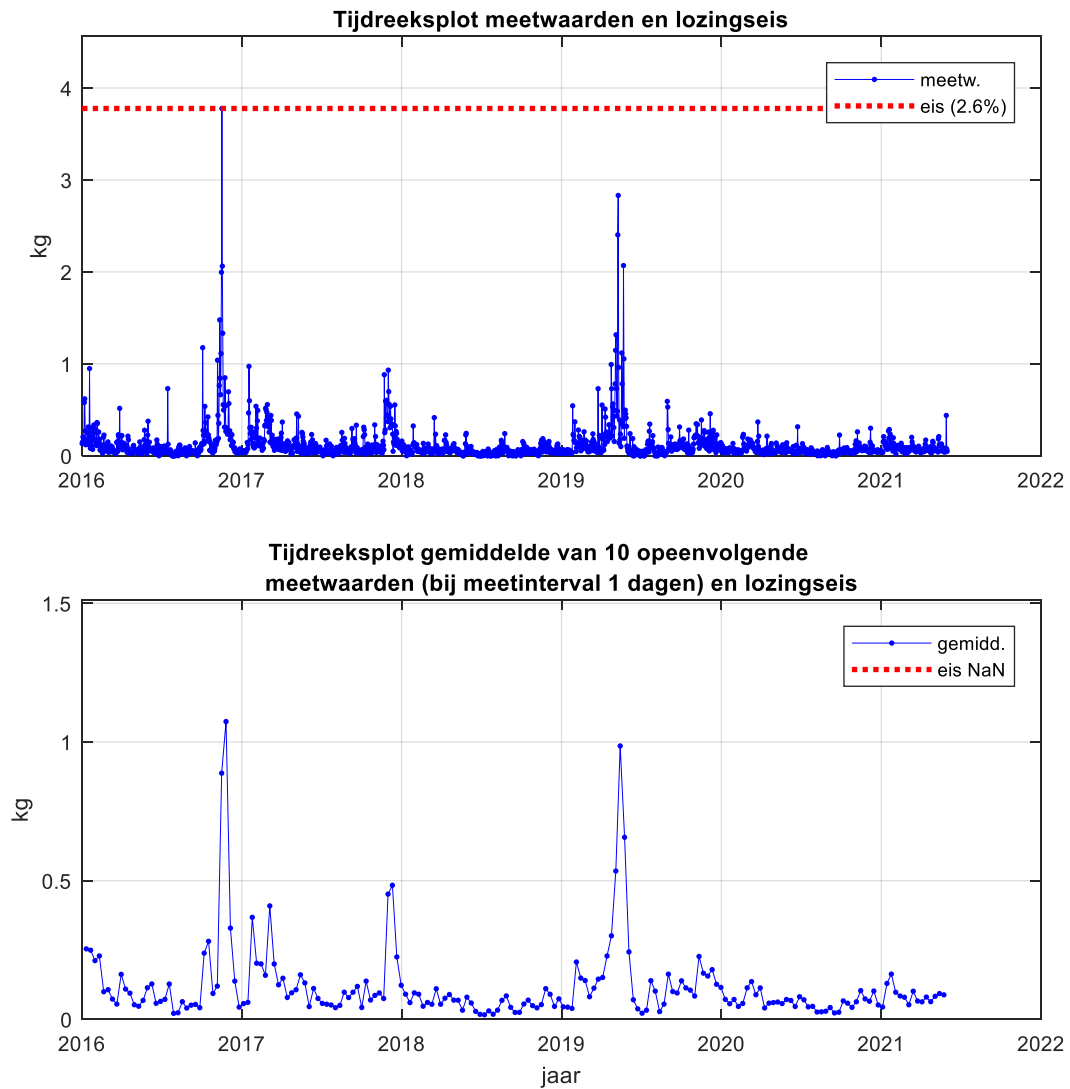 Tijdreeksplot meetwaarden en lozingseis
meetw.
eis (2.6%)
kg
4
3
2
1
0
2016 2017 2018 2019 2020 2021 2022
Tijdreeksplot gemiddelde van 10 opeenvolgende
meetwaarden (bij meetinterval 1 dagen) en lozingseis
gemidd.
eis NaN
kg
1.5
1
0.5
0
2016 2017 2018 2019 2020 2021 2022
jaar